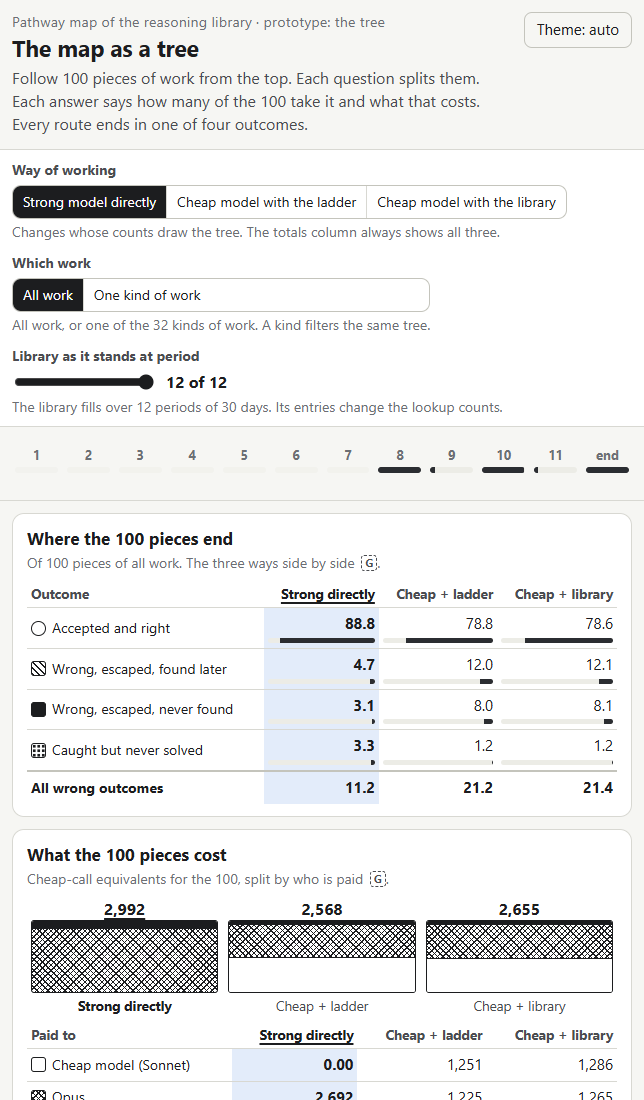 Pathway map of the reasoning library · prototype: the tree
Theme: auto
The map as a tree
Follow 100 pieces of work from the top. Each question splits them.
Each answer says how many of the 100 take it and what that costs.
Every route ends in one of four outcomes.
Way of working
Strong model directly Cheap model with the ladder Cheap model with the library
Changes whose counts draw the tree. The totals column always shows all three.
Which work
All work One kind of work
All work, or one of the 32 kinds of work. A kind filters the same tree.
Library as it stands at period
12 of 12
The library fills over 12 periods of 30 days. Its entries change the lookup counts.
1 2 3 4 5 6 7 8 9 10 11 end
Where the 100 pieces end
Of 100 pieces of all work. The three ways side by side G.
Outcome Strong directly Cheap + ladder Cheap + library
Accepted and right 88.8 78.8 78.6
Wrong, escaped, found later 4.7 12.0 12.1
Wrong, escaped, never found 3.1 8.0 8.1
Caught but never solved 3.3 1.2 1.2
All wrong outcomes 11.2 21.2 21.4
What the 100 pieces cost
Cheap-call equivalents for the 100, split by who is paid G.
2,992 2,568 2,655
Strong directly Cheap + ladder Cheap + library
Paid to Strong directly Cheap + ladder Cheap + library
Cheap model (Sonnet) 0.00 1,251 1,286
Opus 2,692 1,225 1,265